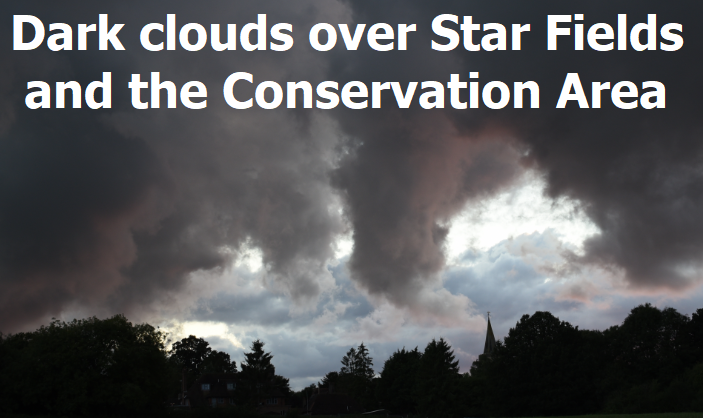 Dark clouds over Star Fields
and the Conservation Area